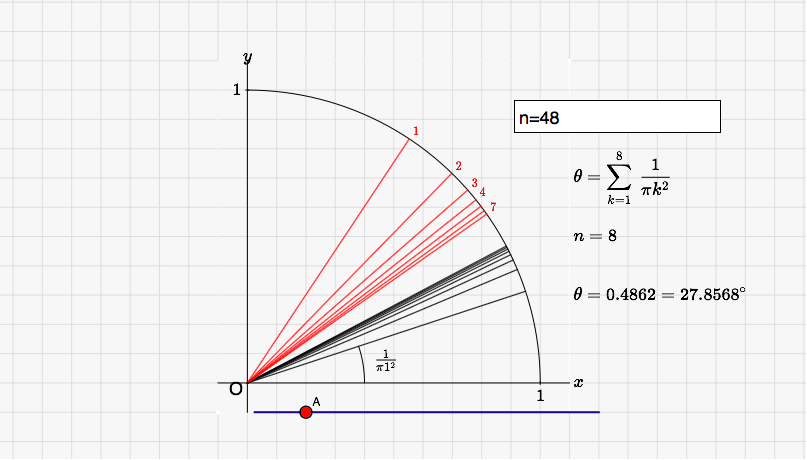 y
1
1
2
3
4
7
n=48
θ = ∑_{k=1}^{8} 1/(πk²)
n = 8
θ = 0.4862 = 27.8568°
1/(π1²)
O
x
1
A